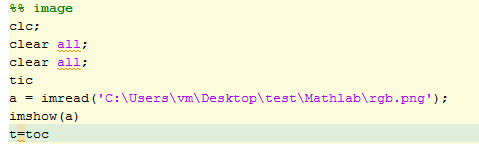 %% image
clc;
clear all;
clear all;
tic
a = imread('C:\Users\vm\Desktop\test\Mathlab\rgb.png');
imshow(a)
t=toc